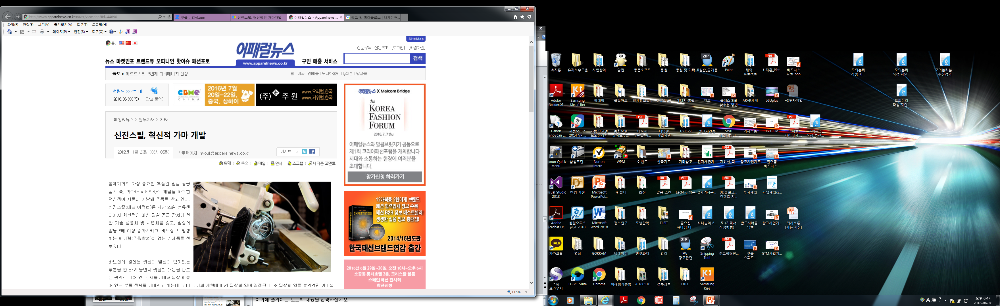 http://www.apparelnews.co.kr/naver/view.php?iid=44890
구글 :: 검색zum
신진스틸, 혁신적인 가마개발
어패럴뉴스 - Apparelnews ...
광고 및 미라클로스 | 내게쓴편...
파일(F) 편집(E) 보기(V) 즐겨찾기(A) 도구(T) 도움말(H)
페이지(P) 안전(S) 도구(O)
홈,
SiteMap
어패럴뉴스
www.apparelnews.co.kr
신문구독 신문PDF [로그인] [회원가입]
뉴스 마켓인포 트렌드뷰 오피니언 핫이슈 패션포토
구인 매출 서비스
검색
속보 ▸ 메트로시티, 5번째 파워매니저 선성
미국 | 안태용 | 모다아울렛 | lg패션 |
백령도 22.4℃ 비
2016.06.30(목) [광고·문의]
CBME
CHINA
2016년 7월
20일-22일,
중국, 상하이
(주) 新 주 원
www.오리털.한국
www.거위털.한국
데일리뉴스 > 원부자재 > 기타
신진스틸, 혁신적 가마 개발
2012년 11월 29일 [06시 06분]
박우혁기자, hyouk@apparelnews.co.kr
기사보내기
확대 | 축소 | 메일 | 인쇄 | 스크랩 | 네티즌 코멘트
봉제기기의 가장 중요한 부품인 밑실 공급
장치 즉, 가마(Hook Set)의 개념을 파괴한
혁신적이 제품이 개발돼 주목을 받고 있다.
신진스틸(대표 이정희)은 지난 26일 섬유센
터에서 혁신적인 미싱 밑실 공급 장치에 관
한 기술 설명회 및 시연회를 갖고, 밑실의
양을 5배 이상 증가시키고, 바느질 시 발생
하는 퍼커링(주름발생)이 없는 신제품을 선
보였다.
바느질의 원리는 윗실이 밑실이 담겨있는
부분을 한 바퀴 돌면서 윗실과 매듭을 만드
는 원리로 되어 있다. 재봉기에서 밑실이 들
어 있는 부품 전체를 가마라고 하는데, 가마 크기의 제한에 따라 밑실의 양이 결정된다. 또 밑실의 양을 늘리려면 가마의
어패럴뉴스 X Malcom Bridge
1th
KOREA
FASHION
FORUM
2016. 7. 7 thu
어패럴뉴스와 말콤브릿지가 공동으로
제1회 코리아패션포럼을 개최합니다
시대와 소통하는 현장에 여러분을
초대합니다.
참가신청 하러가기
12개복종 2천여개 브랜드
패션 협력업체 정보 수록
패션 B2B 정보 베스트셀러!
생생한 실용 정보 총람집!
한국패션브랜드연감
2014/15년도판
한국패션브랜드연감 출간
2016년 6월 29일~30일, 오전 10시~오후 6시
소공동 롯데호텔 2층, 크리스탈 볼룸
스페인 패션 전시회
참관신청
115%
여기에 슬라이드 노트의 내용을 입력하십시오
휴지통
유지보수모음
사업참여
알집
동문소프트
동원
동원 및 기타
R실습_공개용
Paint
태익 -
프로젝트
최재홍_Plat...
비즈니스
모델_bnh
모의논리
작성 지...
모의논리
작성 지연...
모의논리분...
추진경과
Adobe
Reader XI
Samsung
Kies (Lite)
장태익
클립아트
장세창모의...
에너지 총괄
지도
콜레스테롤
낮추는 방법
ARVR세계
LGUplus
~$투자계획
모의논리
작성 지연...
Canon
한컴오피스
2014 VP ...
화랑21모델
모의논리서
통합모델
유지보수...
대도시
태양열
사업지원
160529
선교회간증
SWIT
의사소통
1+1 OM
디지털
사이니지...
모의논리
작성 추진...
Canon Quick
Menu
삼성프린...
Norton
Intern...
WPM
이벤트
한국지도
기타참고
전자세금계...
지하철_디...
광고사업계획
플랫폼
비즈니스...
Visual Studio
2013
한컴 사전
Microsoft
PowerPoi...
새 폴더
최신
말씀 스캔
Lect4 김탁곤
2지역식구...
3D홀로그...
컨텐츠 저...
투자계획
사업계획(2...
Adobe
Acrobat DC
한컴오피스
한글 2010
Microsoft
Word 2010
정보연구
포병탄약
ELBIT
좋으신
하나님 나...
하나님이보...
5. (기획서
작성방법)_...
반드시너를...
악보
광고사업계...
의사소통
[자동 저장]
카카오톡
영성
GORRAM
빅데이터
연구과제
감리
FW_
광고관련
Snipping
Tool
준고정형전...
구글
스피드...
GTM사업계...
스윙
브라우저
LG PC Suite
Chrome
피해평가종합
20160510
전투상보
DTOT
Samsung
Kies
A 漢
오후 6:47
2016-06-30